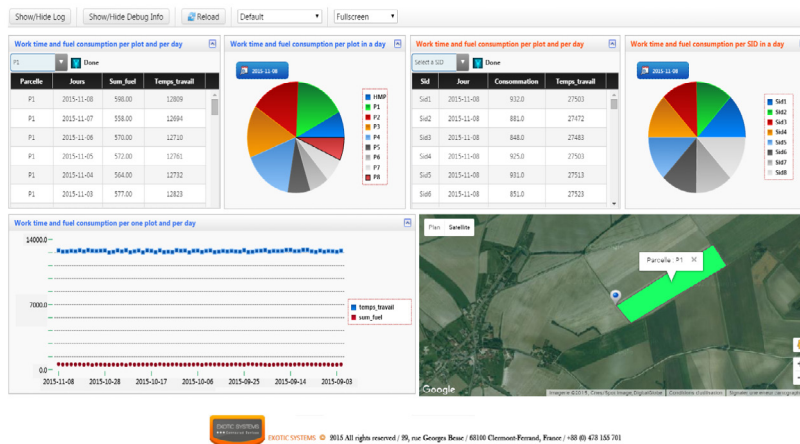 Show/Hide Log Show/Hide Debug Info Reload Default Fullscreen
Work time and fuel consumption per plot and per day
P1 Done
Parcelle Jours Sum_fuel Temps_travail
P1 2015-11-08 598.00 12809
P1 2015-11-07 558.00 12694
P1 2015-11-06 570.00 12710
P1 2015-11-05 572.00 12761
P1 2015-11-04 564.00 12732
P1 2015-11-03 577.00 12823
Work time and fuel consumption per plot in a day
2015-11-08
HMP
P1
P2
P3
P4
P5
P6
P7
P8
Work time and fuel consumption per plot and per day
Select a SID Done
Sid Jour Consommation Temps_travail
Sid1 2015-11-08 932.0 27503
Sid2 2015-11-08 881.0 27472
Sid3 2015-11-08 848.0 27483
Sid4 2015-11-08 925.0 27503
Sid5 2015-11-08 931.0 27513
Sid6 2015-11-08 851.0 27523
Work time and fuel consumption per SID in a day
2015-11-08
Sid1
Sid2
Sid3
Sid4
Sid5
Sid6
Sid7
Sid8
Work time and fuel consumption per one plot and per day
14000.0
7000.0
0.0
2015-11-08 2015-10-28 2015-10-17 2015-10-06 2015-09-25 2015-09-14 2015-09-03
temps_travail
sum_fuel
Plan Satellite
Parcelle : P1
Google
Imagerie ©2015, Cnes/Spot Image, DigitalGlobe Conditions d'utilisation
EXOTIC SYSTEMS
EXOTIC SYSTEMS © 2015 All rights reserved / 29, rue Georges Besse / 63100 Clermont-Ferrand, France / +33 (0) 473 155 701